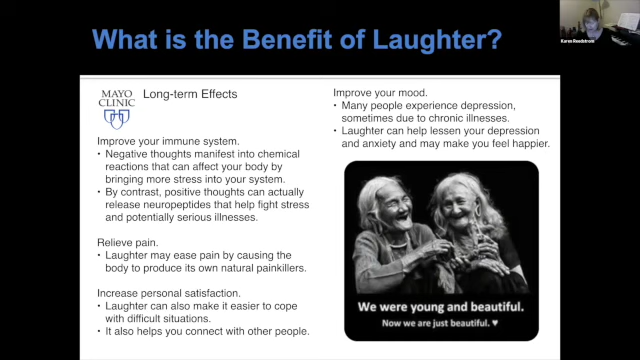 What is the Benefit of Laughter?
Karen Reedstrom
MAYO
CLINIC
Long-term Effects
Improve your immune system.
• Negative thoughts manifest into chemical
reactions that can affect your body by
bringing more stress into your system.
• By contrast, positive thoughts can actually
release neuropeptides that help fight stress
and potentially serious illnesses.
Relieve pain.
• Laughter may ease pain by causing the
body to produce its own natural painkillers.
Increase personal satisfaction.
• Laughter can also make it easier to cope
with difficult situations.
• It also helps you connect with other people.
Improve your mood.
• Many people experience depression,
sometimes due to chronic illnesses.
• Laughter can help lessen your depression
and anxiety and may make you feel happier.
We were young and beautiful.
Now we are just beautiful. ♥